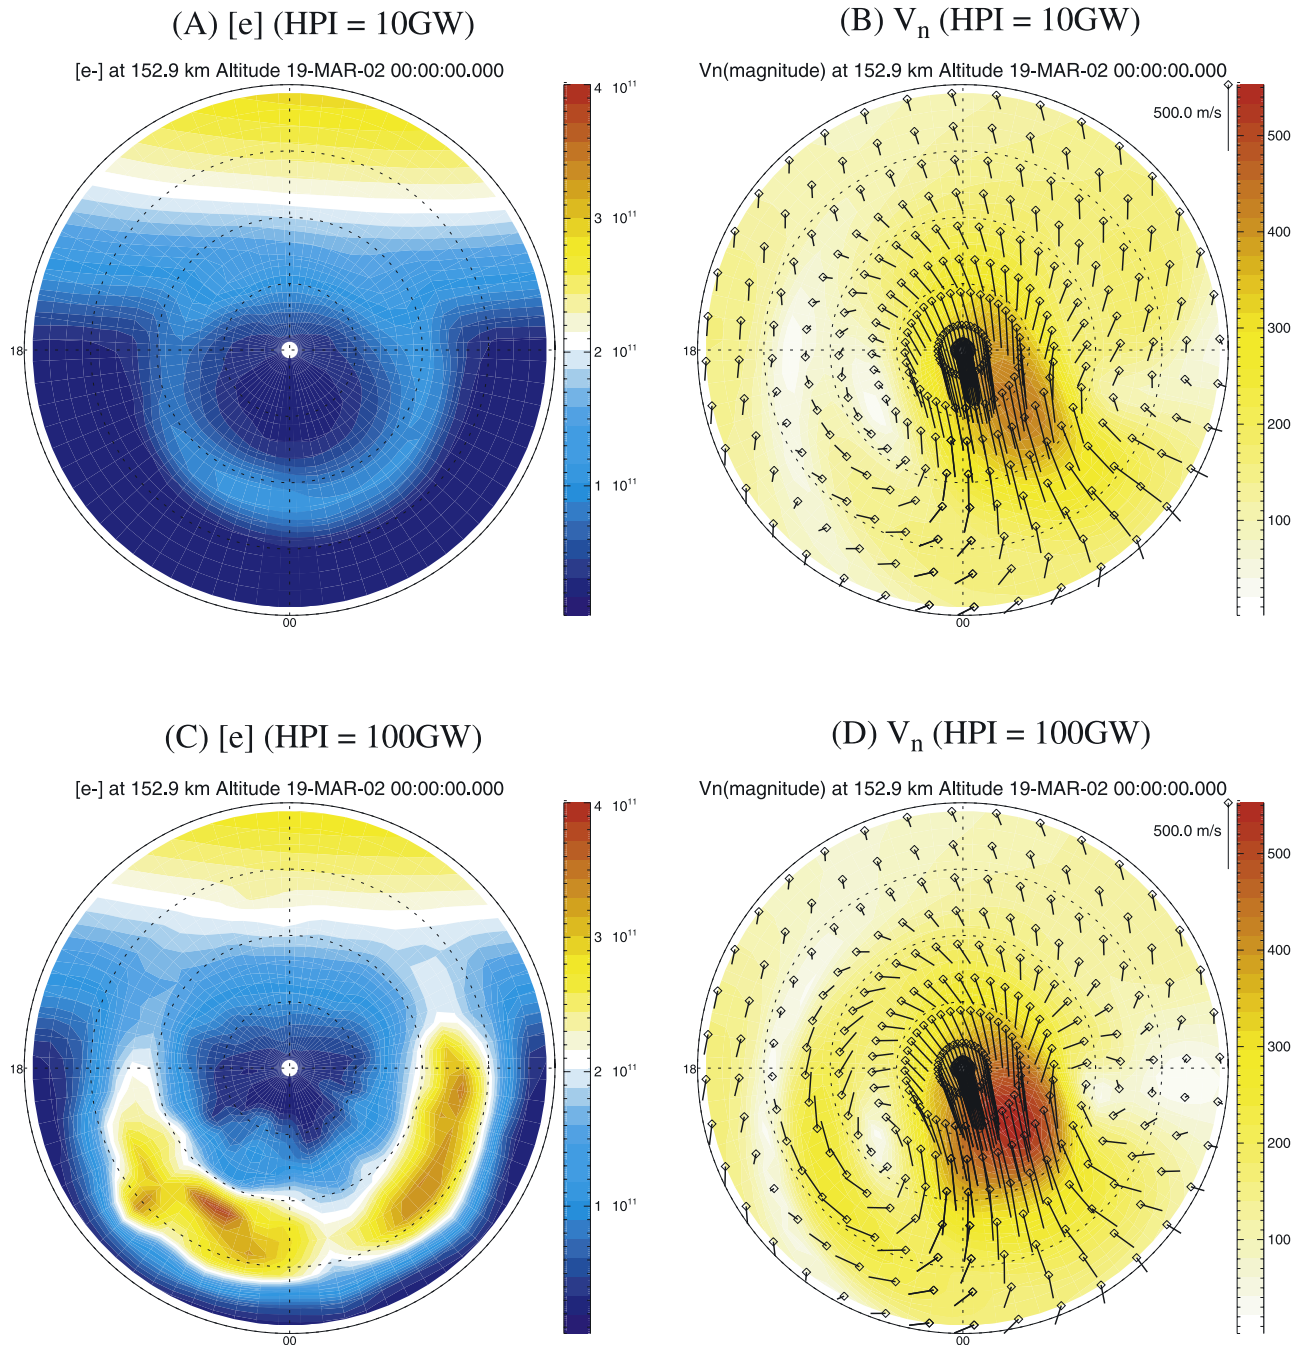 (A) [e] (HPI = 10GW)
[e-] at 152.9 km Altitude 19-MAR-02 00:00:00.000
4 10¹¹
3 10¹¹
2 10¹¹
1 10¹¹
18
00
(B) Vₙ (HPI = 10GW)
Vn(magnitude) at 152.9 km Altitude 19-MAR-02 00:00:00.000
500.0 m/s
500
400
300
200
100
18
00
(C) [e] (HPI = 100GW)
[e-] at 152.9 km Altitude 19-MAR-02 00:00:00.000
4 10¹¹
3 10¹¹
2 10¹¹
1 10¹¹
18
00
(D) Vₙ (HPI = 100GW)
Vn(magnitude) at 152.9 km Altitude 19-MAR-02 00:00:00.000
500.0 m/s
500
400
300
200
100
18
00